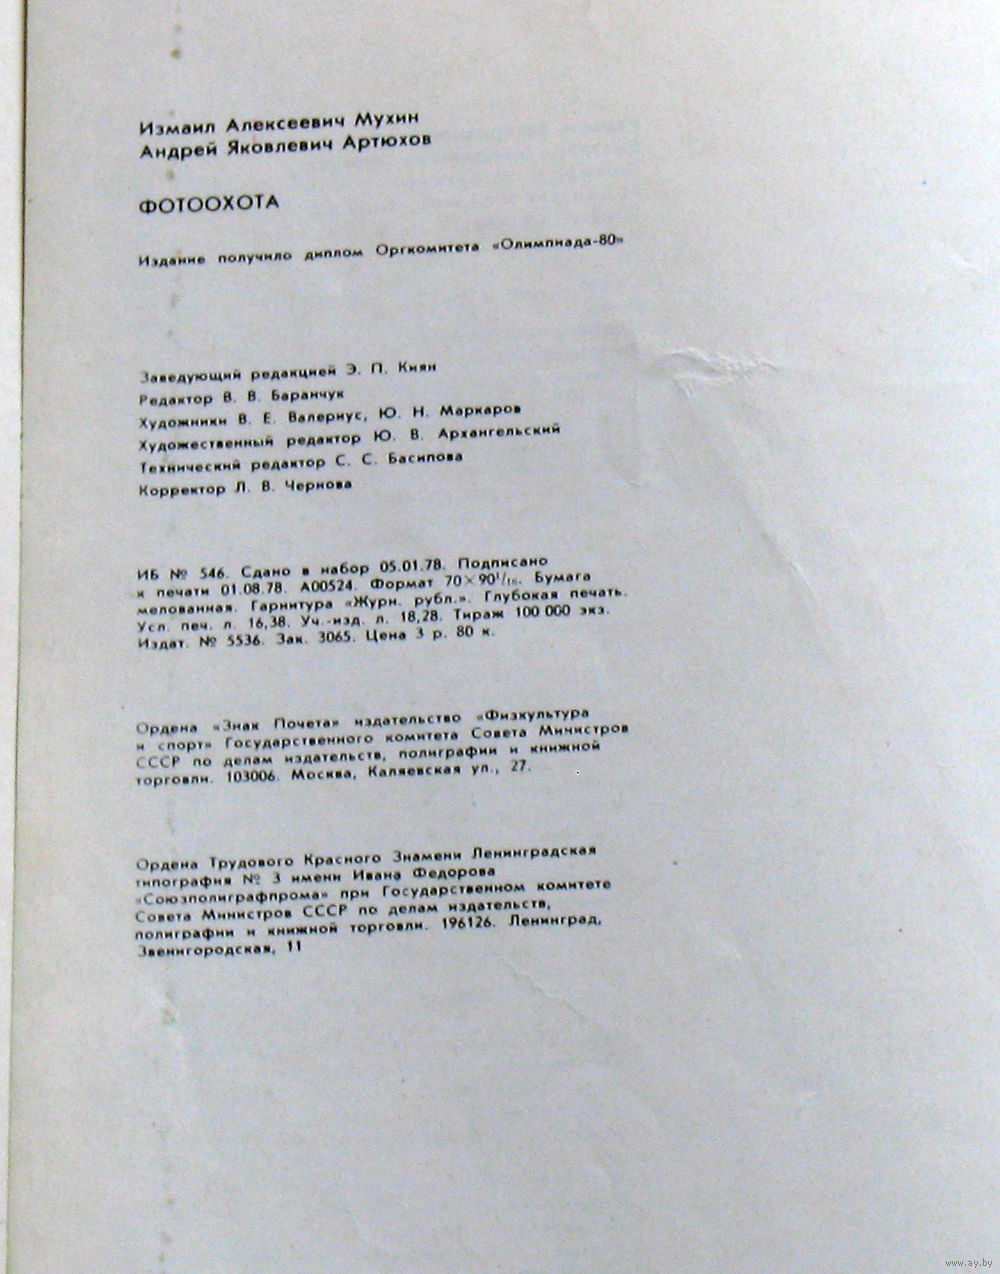 Измаил Алексеевич Мухин
Андрей Яковлевич Артюхов
ФОТООХОТА
Издание получило диплом Оргкомитета «Олимпиада-80»
Заведующий редакцией Э. П. Киян
Редактор В. В. Баранчук
Художники В. Е. Валериус, Ю. Н. Маркаров
Художественный редактор Ю. В. Архангельский
Технический редактор С. С. Басипова
Корректор Л. В. Чернова
ИБ № 546. Сдано в набор 05.01.78. Подписано
к печати 01.08.78. А00524. Формат 70×90¹/₁₆. Бумага
мелованная. Гарнитура «Журн. рубл.». Глубокая печать.
Усл. печ. л. 16,38. Уч.-изд. л. 18,28. Тираж 100 000 экз.
Издат. № 5536. Зак. 3065. Цена 3 р. 80 к.
Ордена «Знак Почета» издательство «Физкультура
и спорт» Государственного комитета Совета Министров
СССР по делам издательств, полиграфии и книжной
торговли. 103006. Москва, Каляевская ул., 27.
Ордена Трудового Красного Знамени Ленинградская
типография № 3 имени Ивана Федорова
«Союзполиграфпрома» при Государственном комитете
Совета Министров СССР по делам издательств,
полиграфии и книжной торговли. 196126. Ленинград,
Звенигородская, 11
www.ay.by